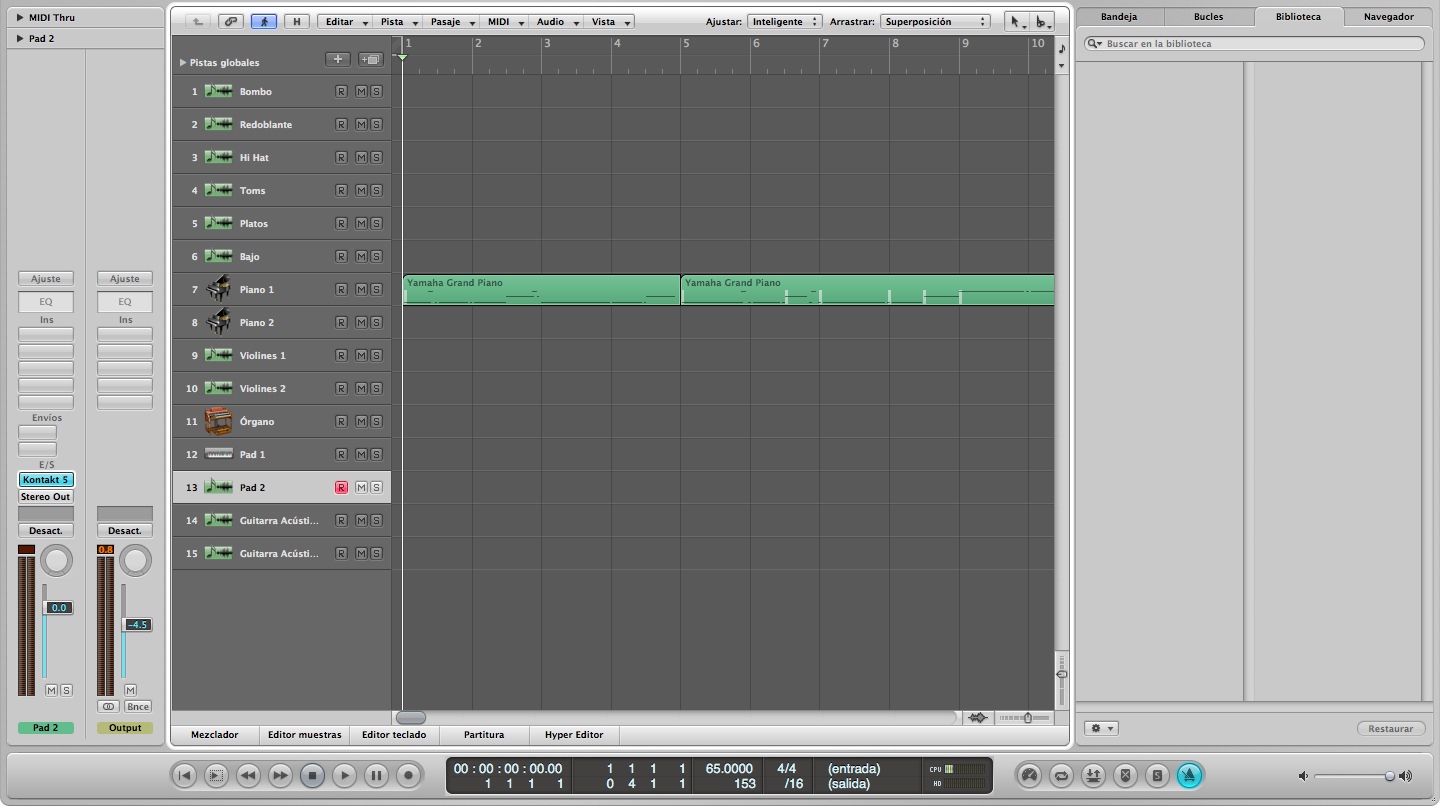 MIDI Thru
Pad 2
Ajuste
EQ
Ins
Envíos
E/S
Kontakt 5
Stereo Out
Desact.
0.0
M S
Pad 2
Ajuste
EQ
Ins
Desact.
0.8
-4.5
M
Bnce
Output
H Editar Pista Pasaje MIDI Audio Vista Ajustar: Inteligente Arrastrar: Superposición
1 2 3 4 5 6 7 8 9 10
Pistas globales
1 Bombo R M S
2 Redoblante R M S
3 Hi Hat R M S
4 Toms R M S
5 Platos R M S
6 Bajo R M S
7 Piano 1 R M S
Yamaha Grand Piano Yamaha Grand Piano
8 Piano 2 R M S
9 Violines 1 R M S
10 Violines 2 R M S
11 Órgano R M S
12 Pad 1 R M S
13 Pad 2 R M S
14 Guitarra Acústi... R M S
15 Guitarra Acústi... R M S
Mezclador Editor muestras Editor teclado Partitura Hyper Editor
Bandeja Bucles Biblioteca Navegador
Buscar en la biblioteca
Restaurar
00 : 00 : 00 : 00.00 1 1 1 1 65.0000 4/4 (entrada) CPU
1 1 1 1 0 4 1 1 153 /16 (salida) HD
S